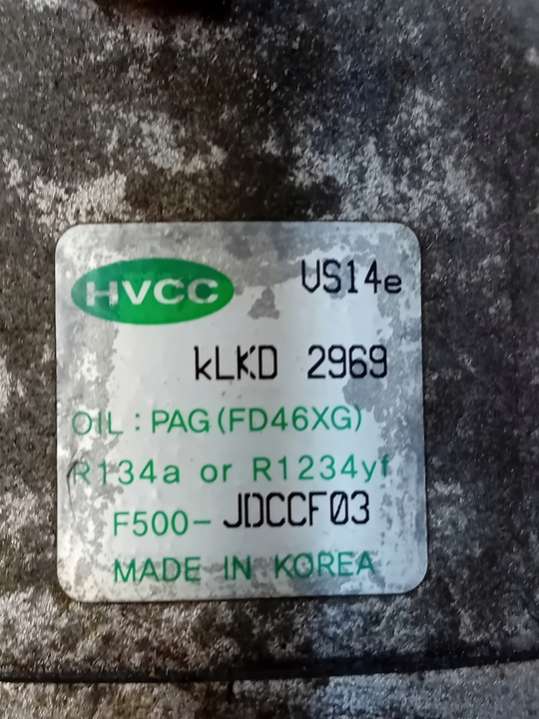 HVCC VS14e
kLKD 2969
OIL : PAG (FD46XG)
R134a or R1234yf
F500- JDCCF03
MADE IN KOREA